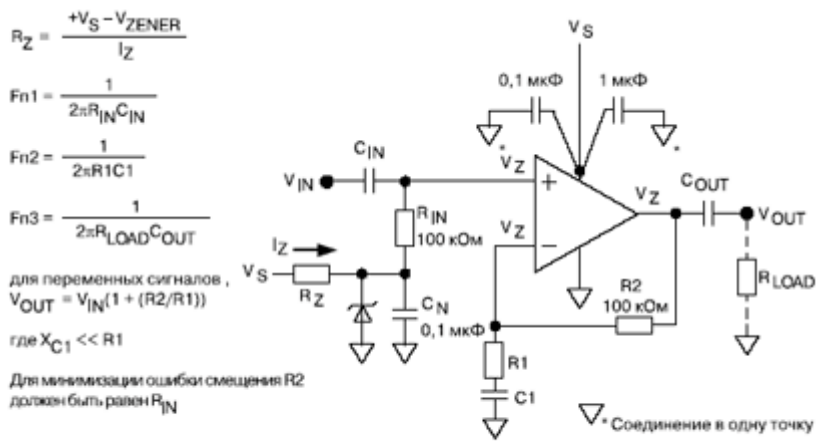 R_Z = (+V_S – V_ZENER) / I_Z
Fп1 = 1 / (2πR_IN C_IN)
Fп2 = 1 / (2πR1C1)
Fп3 = 1 / (2πR_LOAD C_OUT)
для переменных сигналов ,
V_OUT = V_IN(1 + (R2/R1))
где X_C1 << R1
Для минимизации ошибки смещения R2
должен быть равен R_IN
V_S
0,1 мкФ
1 мкФ
*
*
C_IN
V_IN
V_Z
+
V_Z
–
V_Z
C_OUT
V_OUT
R_IN
100 кОм
I_Z
V_S
R_Z
C_N
0,1 мкФ
R2
100 кОм
R_LOAD
R1
C1
* Соединение в одну точку